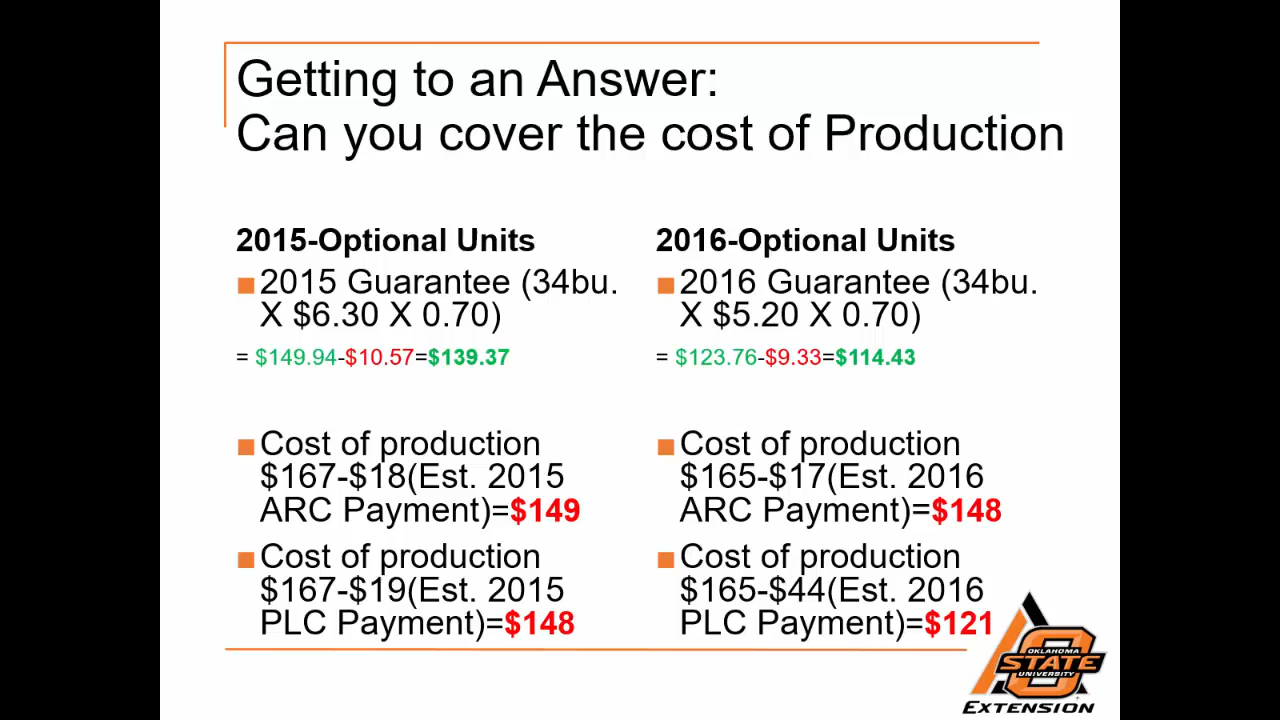 Getting to an Answer:
Can you cover the cost of Production
2015-Optional Units
■2015 Guarantee (34bu.
X $6.30 X 0.70)
= $149.94-$10.57=$139.37
■Cost of production
$167-$18(Est. 2015
ARC Payment)=$149
■Cost of production
$167-$19(Est. 2015
PLC Payment)=$148
2016-Optional Units
■2016 Guarantee (34bu.
X $5.20 X 0.70)
= $123.76-$9.33=$114.43
■Cost of production
$165-$17(Est. 2016
ARC Payment)=$148
■Cost of production
$165-$44(Est. 2016
PLC Payment)=$121
OKLAHOMA
STATE
UNIVERSITY
EXTENSION